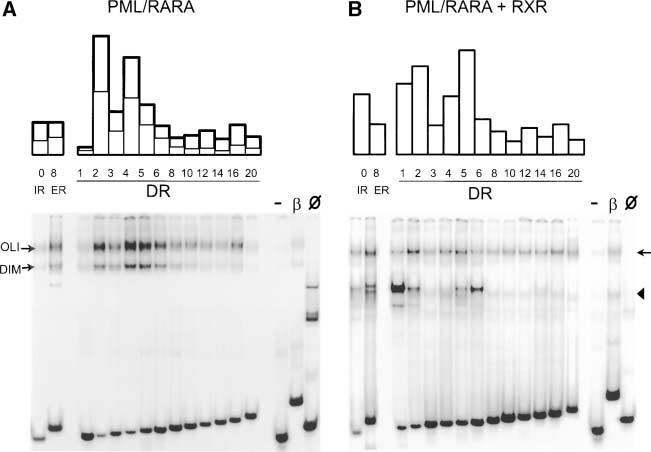 A PML/RARA
B PML/RARA + RXR
0 8 1 2 3 4 5 6 8 10 12 14 16 20
IR ER DR
- β Ø
OLI
DIM
0 8 1 2 3 4 5 6 8 10 12 14 16 20
IR ER DR
- β Ø